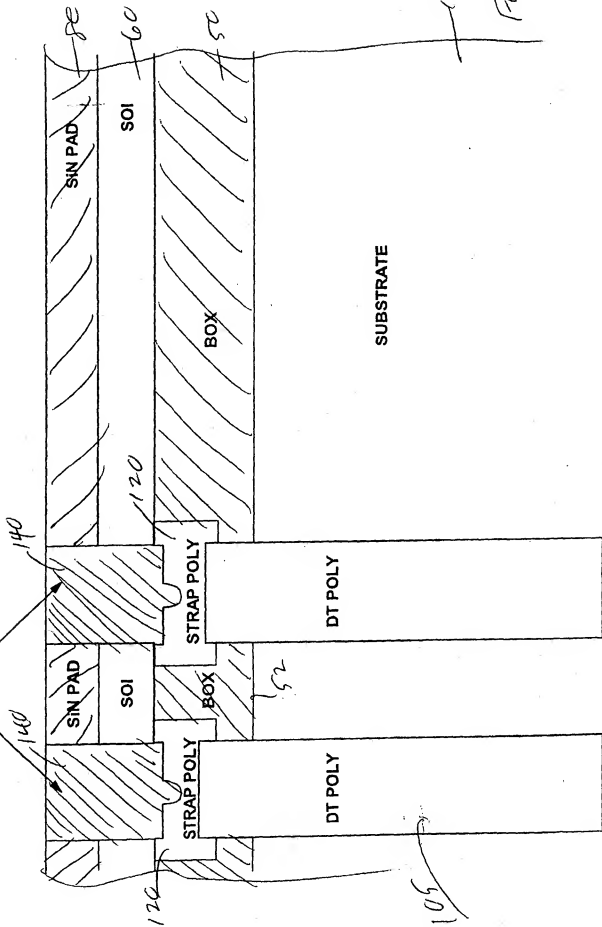 140
140
SiN PAD
SiN PAD
80
SOI
SOI
60
120
120
STRAP POLY
BOX
STRAP POLY
BOX
50
52
DT POLY
DT POLY
SUBSTRATE
105